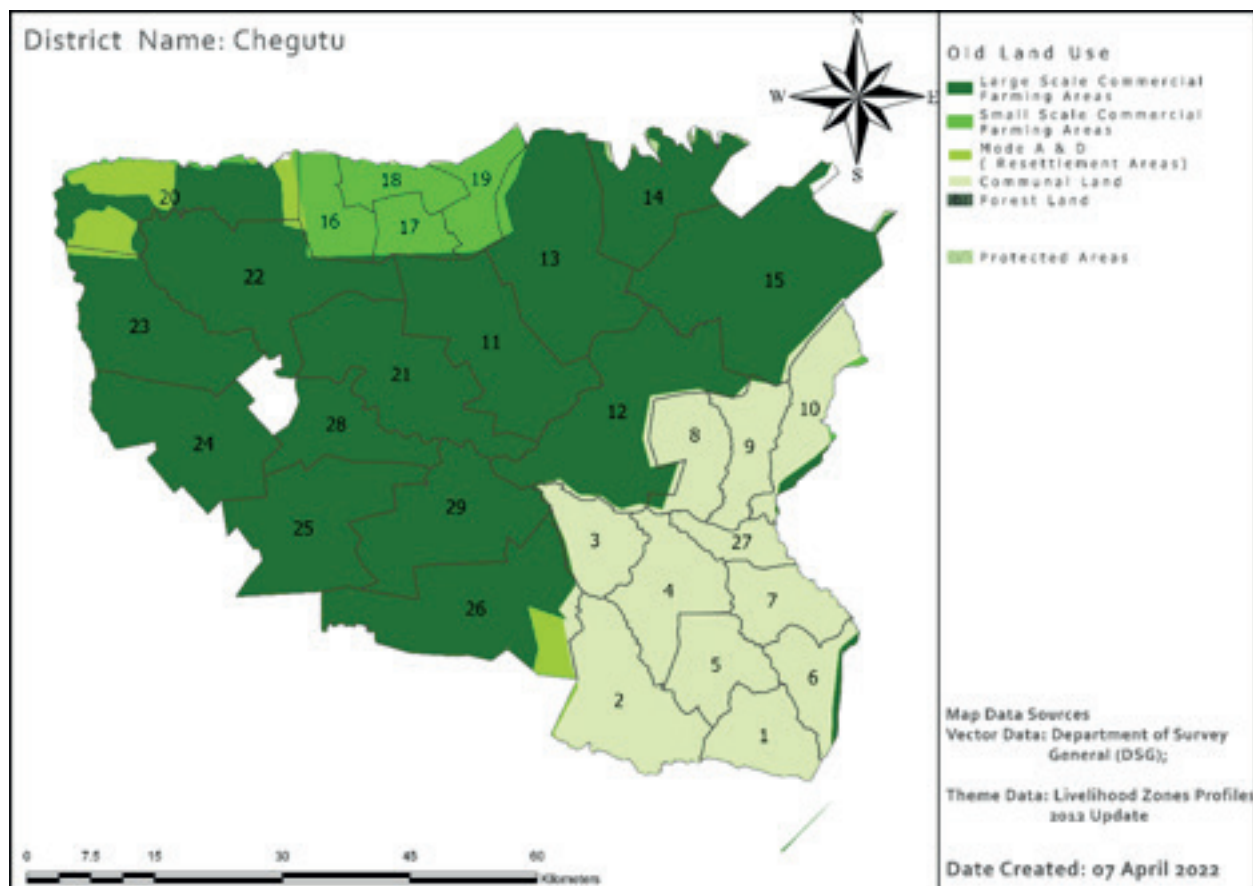 District Name: Chegutu
N
W
E
S
Old Land Use
Large Scale Commercial
Farming Areas
Small Scale Commercial
Farming Areas
Mode A & D
( Resettlement Areas)
Communal Land
Forest Land
Protected Areas
20
18
19
16
17
14
13
15
22
23
11
21
12
10
24
28
8
9
25
29
3
27
4
7
26
5
6
2
1
Map Data Sources
Vector Data: Department of Survey
General (DSG);
Theme Data: Livelihood Zones Profiles
2012 Update
Date Created: 07 April 2022
0 7.5 15 30 45 60
Kilometers